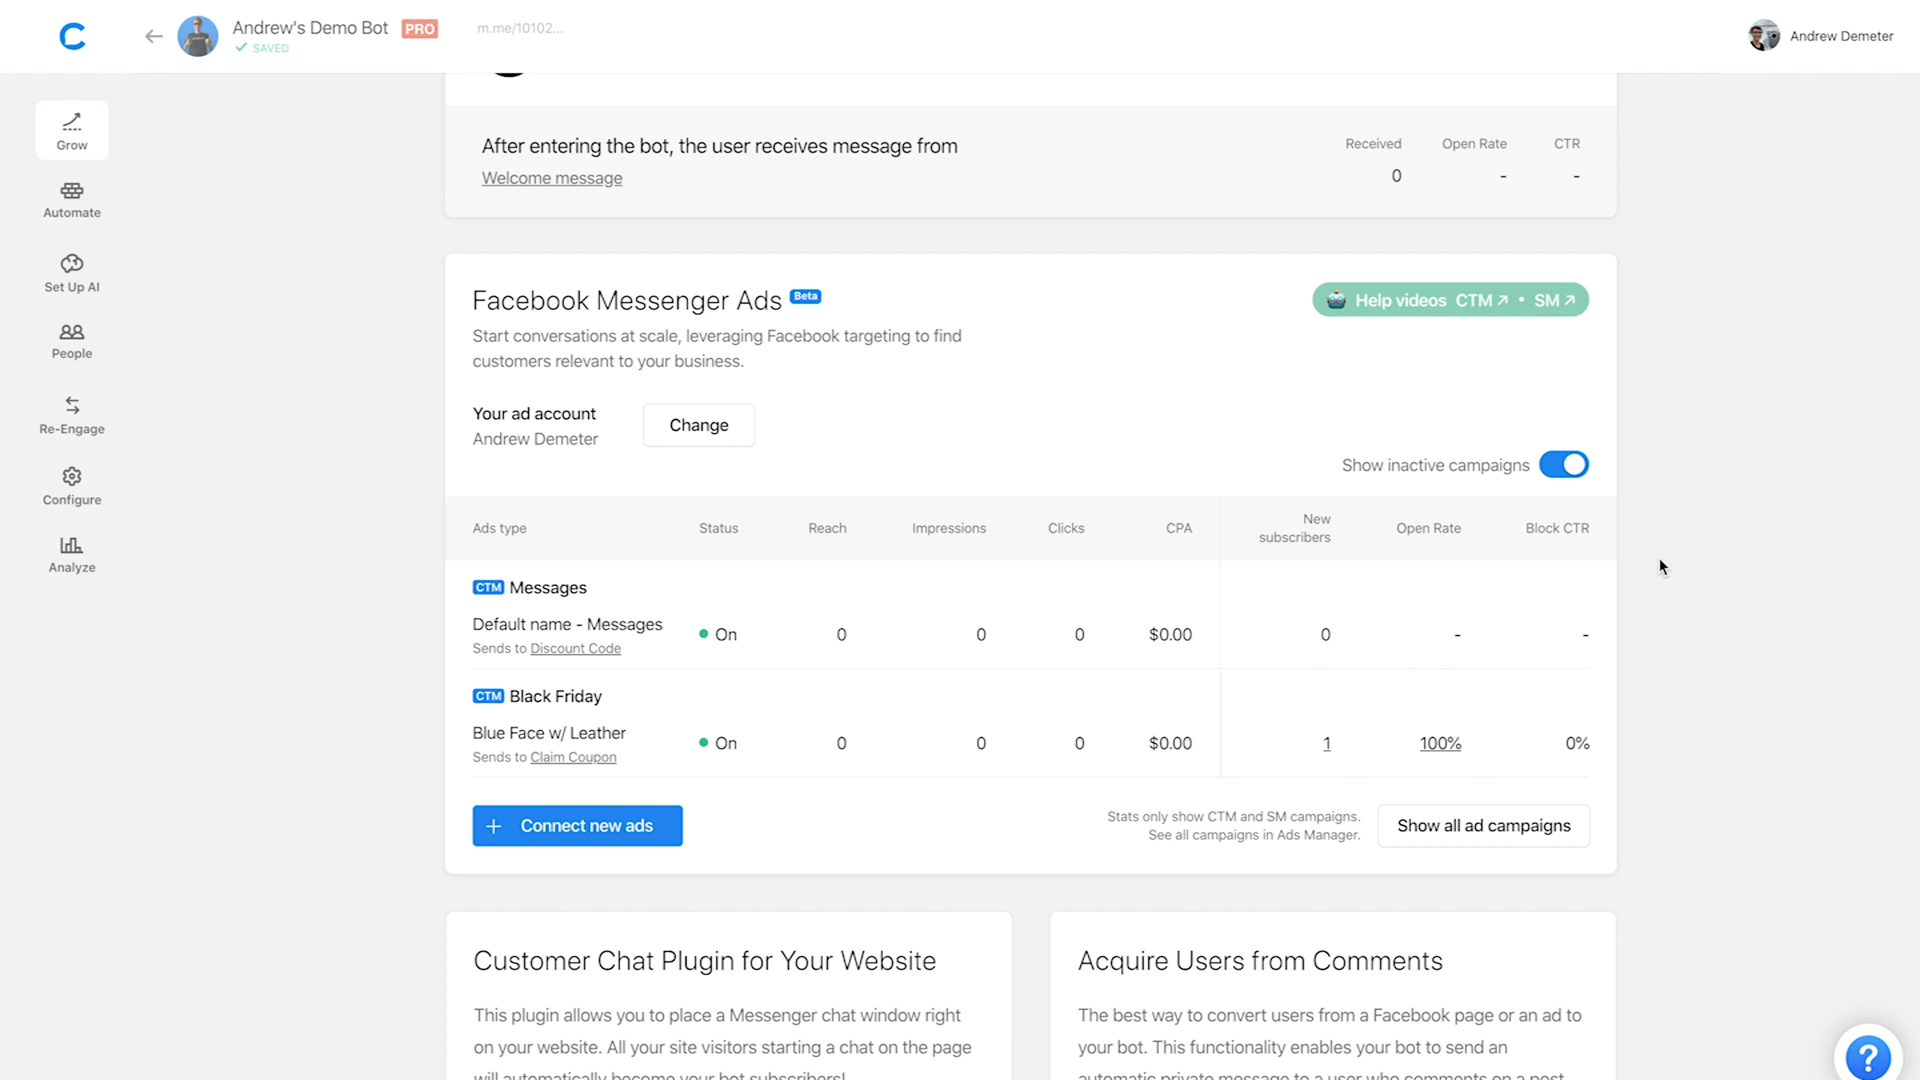 Andrew's Demo Bot PRO
SAVED
m.me/10102...
Andrew Demeter
Grow
Automate
Set Up AI
People
Re-Engage
Configure
Analyze
After entering the bot, the user receives message from
Welcome message
Received Open Rate CTR
0 - -
Facebook Messenger Ads Beta
Help videos CTM ↗ • SM ↗
Start conversations at scale, leveraging Facebook targeting to find
customers relevant to your business.
Your ad account
Andrew Demeter
Change
Show inactive campaigns
Ads type Status Reach Impressions Clicks CPA New subscribers Open Rate Block CTR
CTM Messages
Default name - Messages On 0 0 0 $0.00 0 - -
Sends to Discount Code
CTM Black Friday
Blue Face w/ Leather On 0 0 0 $0.00 1 100% 0%
Sends to Claim Coupon
+ Connect new ads
Stats only show CTM and SM campaigns.
See all campaigns in Ads Manager.
Show all ad campaigns
Customer Chat Plugin for Your Website
This plugin allows you to place a Messenger chat window right
on your website. All your site visitors starting a chat on the page
will automatically become your bot subscribers!
Acquire Users from Comments
The best way to convert users from a Facebook page or an ad to
your bot. This functionality enables your bot to send an
automatic private message to a user who comments on a post
?